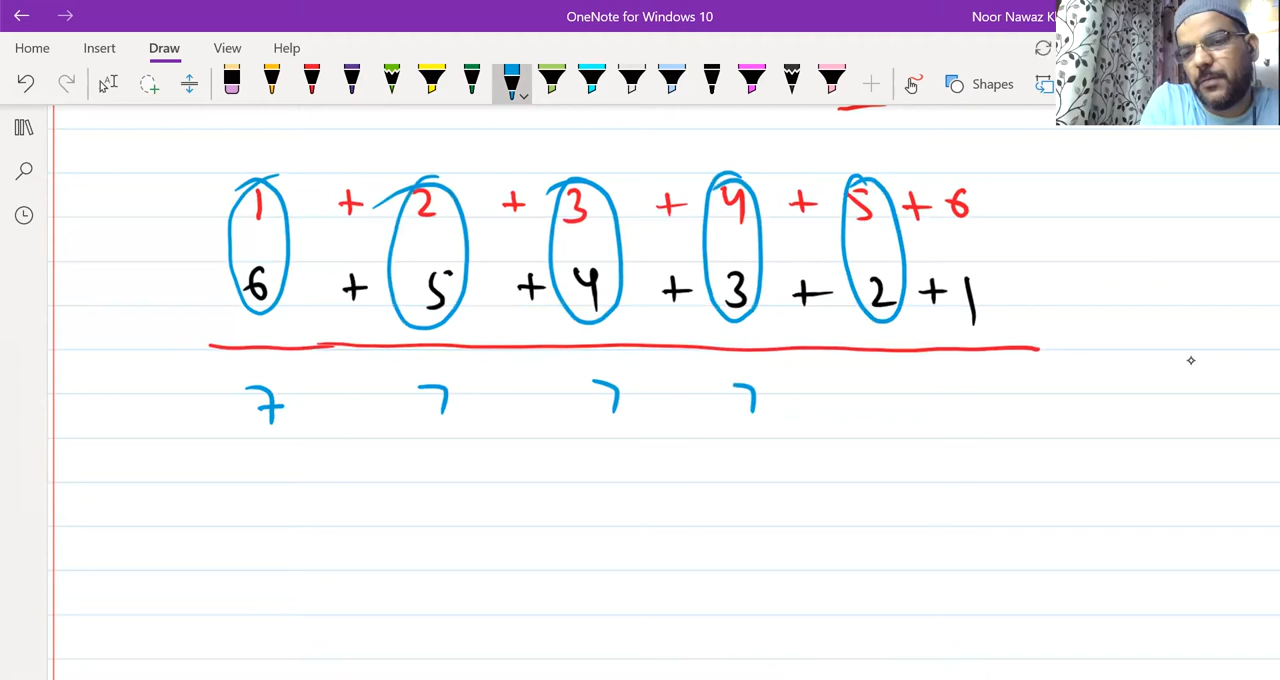 OneNote for Windows 10
Noor Nawaz K
Home Insert Draw View Help
Shapes
1 + 2 + 3 + 4 + 5 + 6
6 + 5 + 4 + 3 + 2 + 1
7 7 7 7